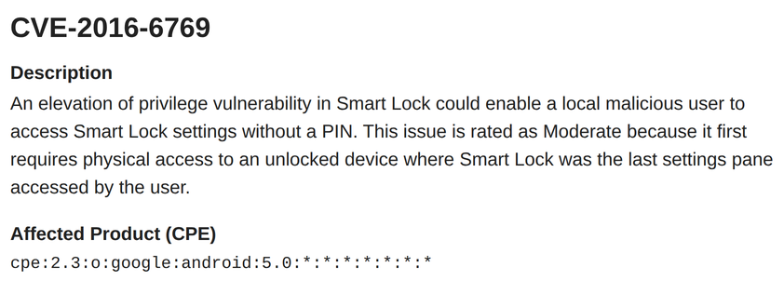 CVE-2016-6769
Description
An elevation of privilege vulnerability in Smart Lock could enable a local malicious user to
access Smart Lock settings without a PIN. This issue is rated as Moderate because it first
requires physical access to an unlocked device where Smart Lock was the last settings pane
accessed by the user.
Affected Product (CPE)
cpe:2.3:o:google:android:5.0:*:*:*:*:*:*:*